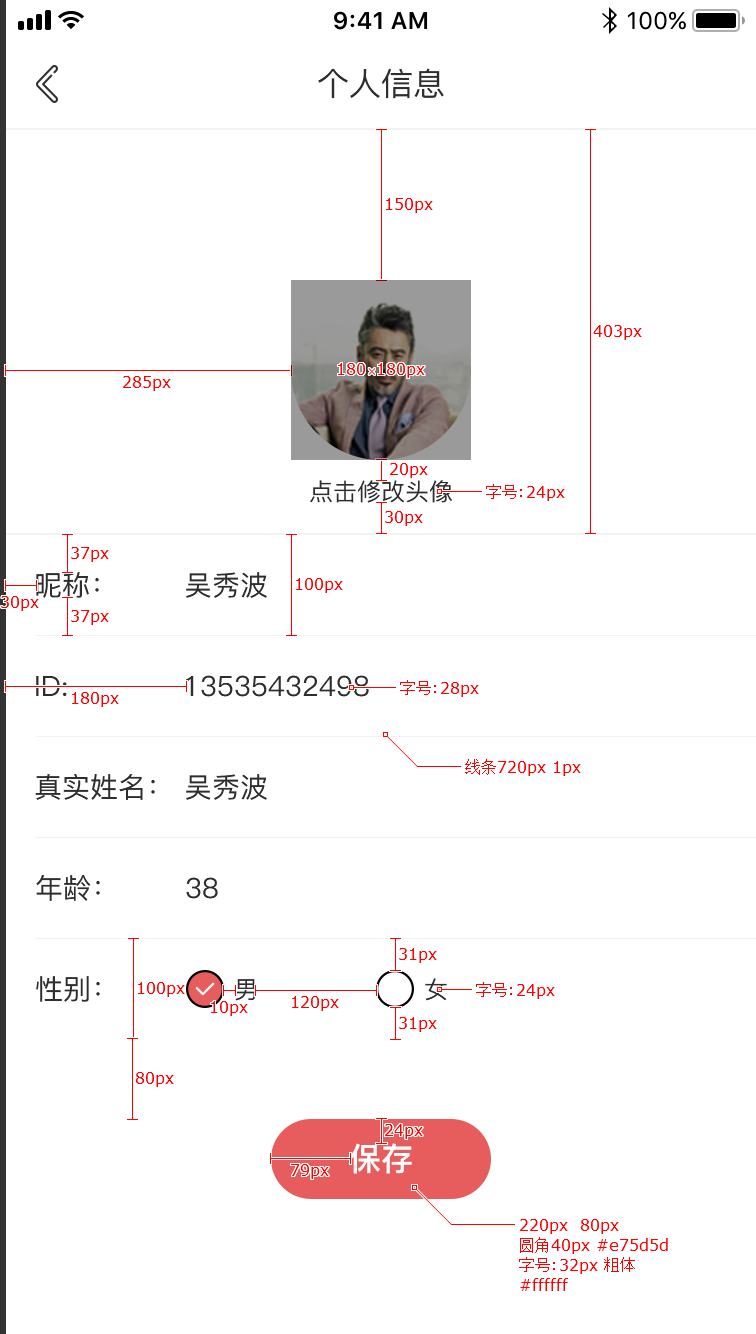 9:41 AM 100%
个人信息
150px
403px
180×180px
285px
20px
点击修改头像 字号:24px
30px
37px
昵称： 吴秀波 100px
30px
37px
ID: 13535432498 字号:28px
180px
线条720px 1px
真实姓名： 吴秀波
年龄： 38
31px
性别： 100px 男 女 字号:24px
10px 120px
31px
80px
24px
保存
79px
220px 80px
圆角40px #e75d5d
字号:32px 粗体
#ffffff